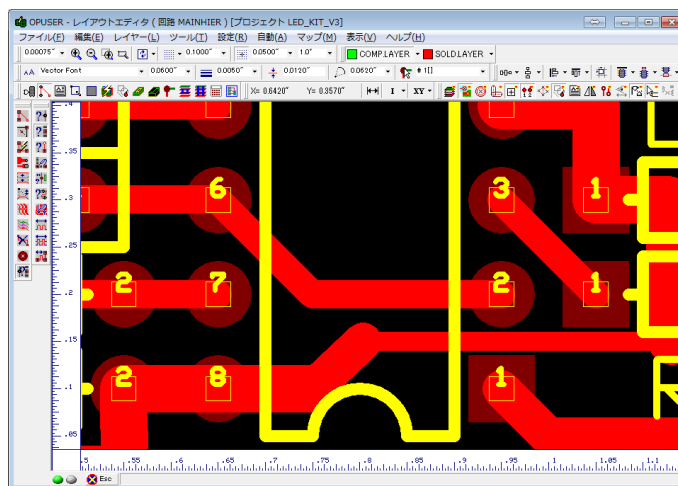 OPUSER - レイアウトエディタ ( 回路 MAINHIER ) [プロジェクト LED_KIT_V3]
ファイル(F) 編集(E) レイヤー(L) ツール(T) 設定(R) 自動(A) マップ(M) 表示(V) ヘルプ(H)
0.00075" 0.1000" 0.0500" 1.0" COMP.LAYER SOLD.LAYER
AA Vector Font 0.0600" 0.0050" 0.0120" 0.0620" * 1[]
X= 0.6420" Y= 0.3570" I XY
.4
.35
6 3 1
.3
.25
2 7 2 1
.2
.15
2 8 1
.1
R
.05
.5 .55 .6 .65 .7 .75 .8 .85 .9 .95 1. 1.05 1.1
Esc